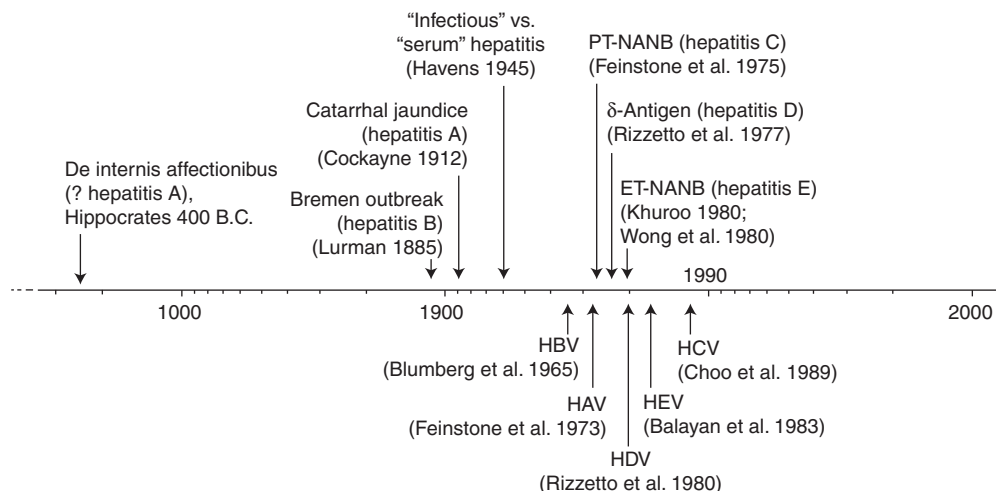 “Infectious” vs.
“serum” hepatitis
(Havens 1945)
PT-NANB (hepatitis C)
(Feinstone et al. 1975)
Catarrhal jaundice
(hepatitis A)
(Cockayne 1912)
δ-Antigen (hepatitis D)
(Rizzetto et al. 1977)
De internis affectionibus
(? hepatitis A),
Hippocrates 400 B.C.
Bremen outbreak
(hepatitis B)
(Lurman 1885)
ET-NANB (hepatitis E)
(Khuroo 1980;
Wong et al. 1980)
1990
1000
1900
2000
HBV
(Blumberg et al. 1965)
HCV
(Choo et al. 1989)
HAV
(Feinstone et al. 1973)
HEV
(Balayan et al. 1983)
HDV
(Rizzetto et al. 1980)